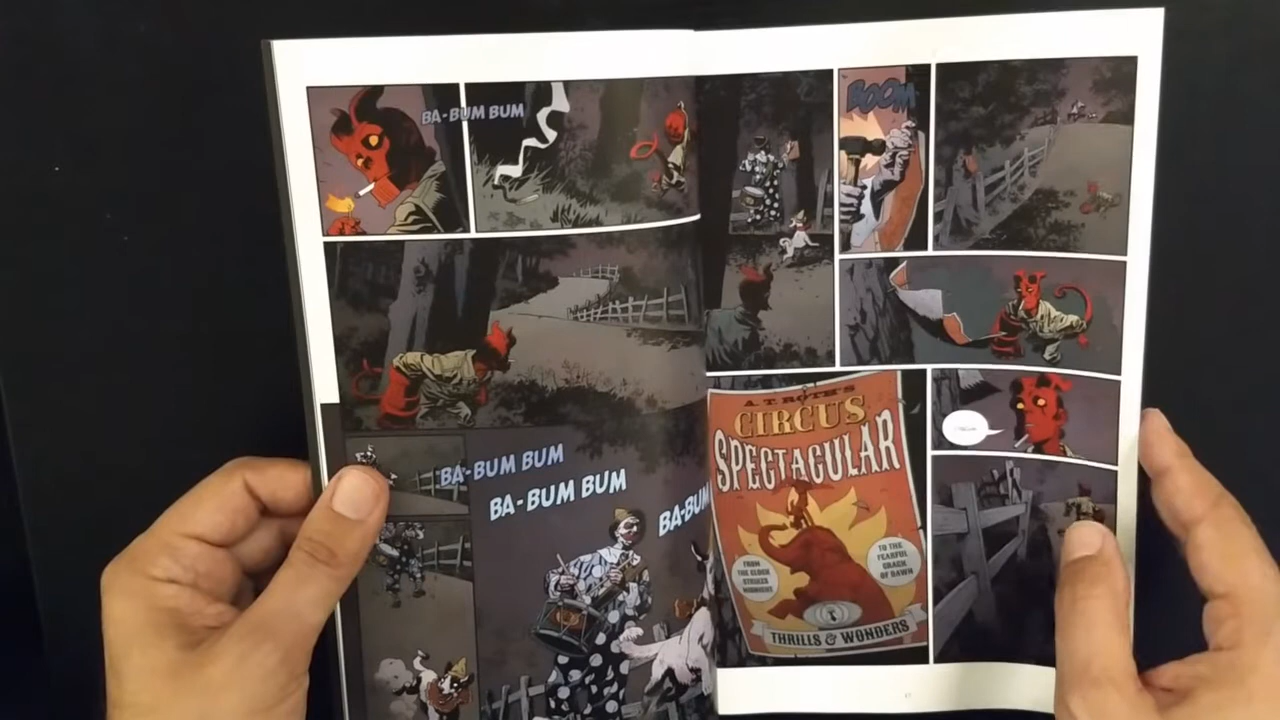 BA-BUM BUM
BA-BUM BUM
BA-BUM BUM
BA-BUM
BOOM
A.T. ROTH'S
CIRCUS
SPECTACULAR
FROM
THE CLOCK
STRIKES
MIDNIGHT
TO THE
FEARFUL
CRACK
OF DAWN
THRILLS & WONDERS